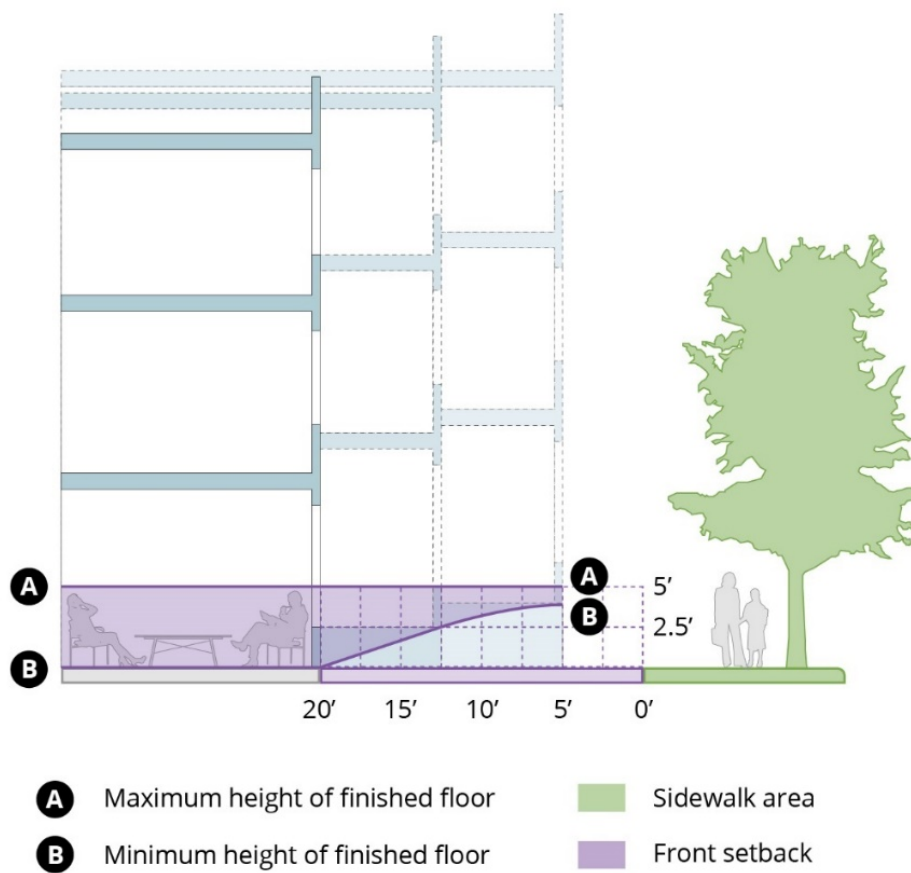 A A 5’
B 2.5’
B
20’ 15’ 10’ 5’ 0’
A Maximum height of finished floor
Sidewalk area
B Minimum height of finished floor
Front setback